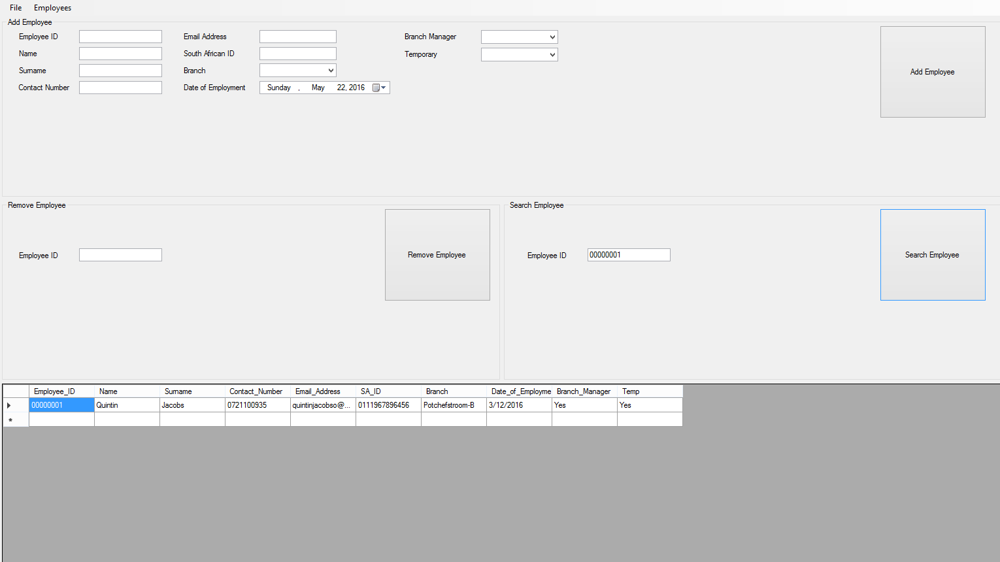 File Employees
Add Employee
Employee ID Email Address Branch Manager
Name South African ID Temporary
Surname Branch
Contact Number Date of Employment Sunday , May 22, 2016
Add Employee
Remove Employee
Employee ID
Remove Employee
Search Employee
Employee ID 00000001
Search Employee
Employee_ID Name Surname Contact_Number Email_Address SA_ID Branch Date_of_Employme Branch_Manager Temp
00000001 Quintin Jacobs 0721100935 quintinjacobso@... 0111967896456 Potchefstroom-B 3/12/2016 Yes Yes
*